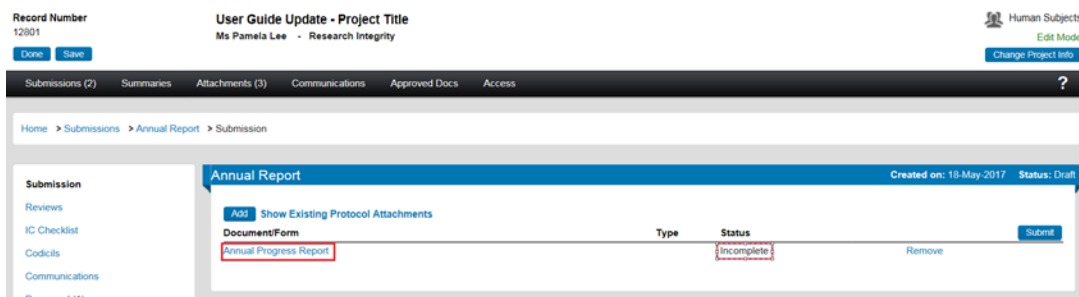 Record Number
12801
Done Save
User Guide Update - Project Title
Ms Pamela Lee - Research Integrity
Human Subjects
Edit Mode
Change Project Info
Submissions (2) Summaries Attachments (3) Communications Approved Docs Access ?
Home > Submissions > Annual Report > Submission
Submission
Reviews
IC Checklist
Codicils
Communications
Annual Report Created on: 18-May-2017 Status: Draft
Add Show Existing Protocol Attachments
Document/Form Type Status Submit
Annual Progress Report Incomplete Remove